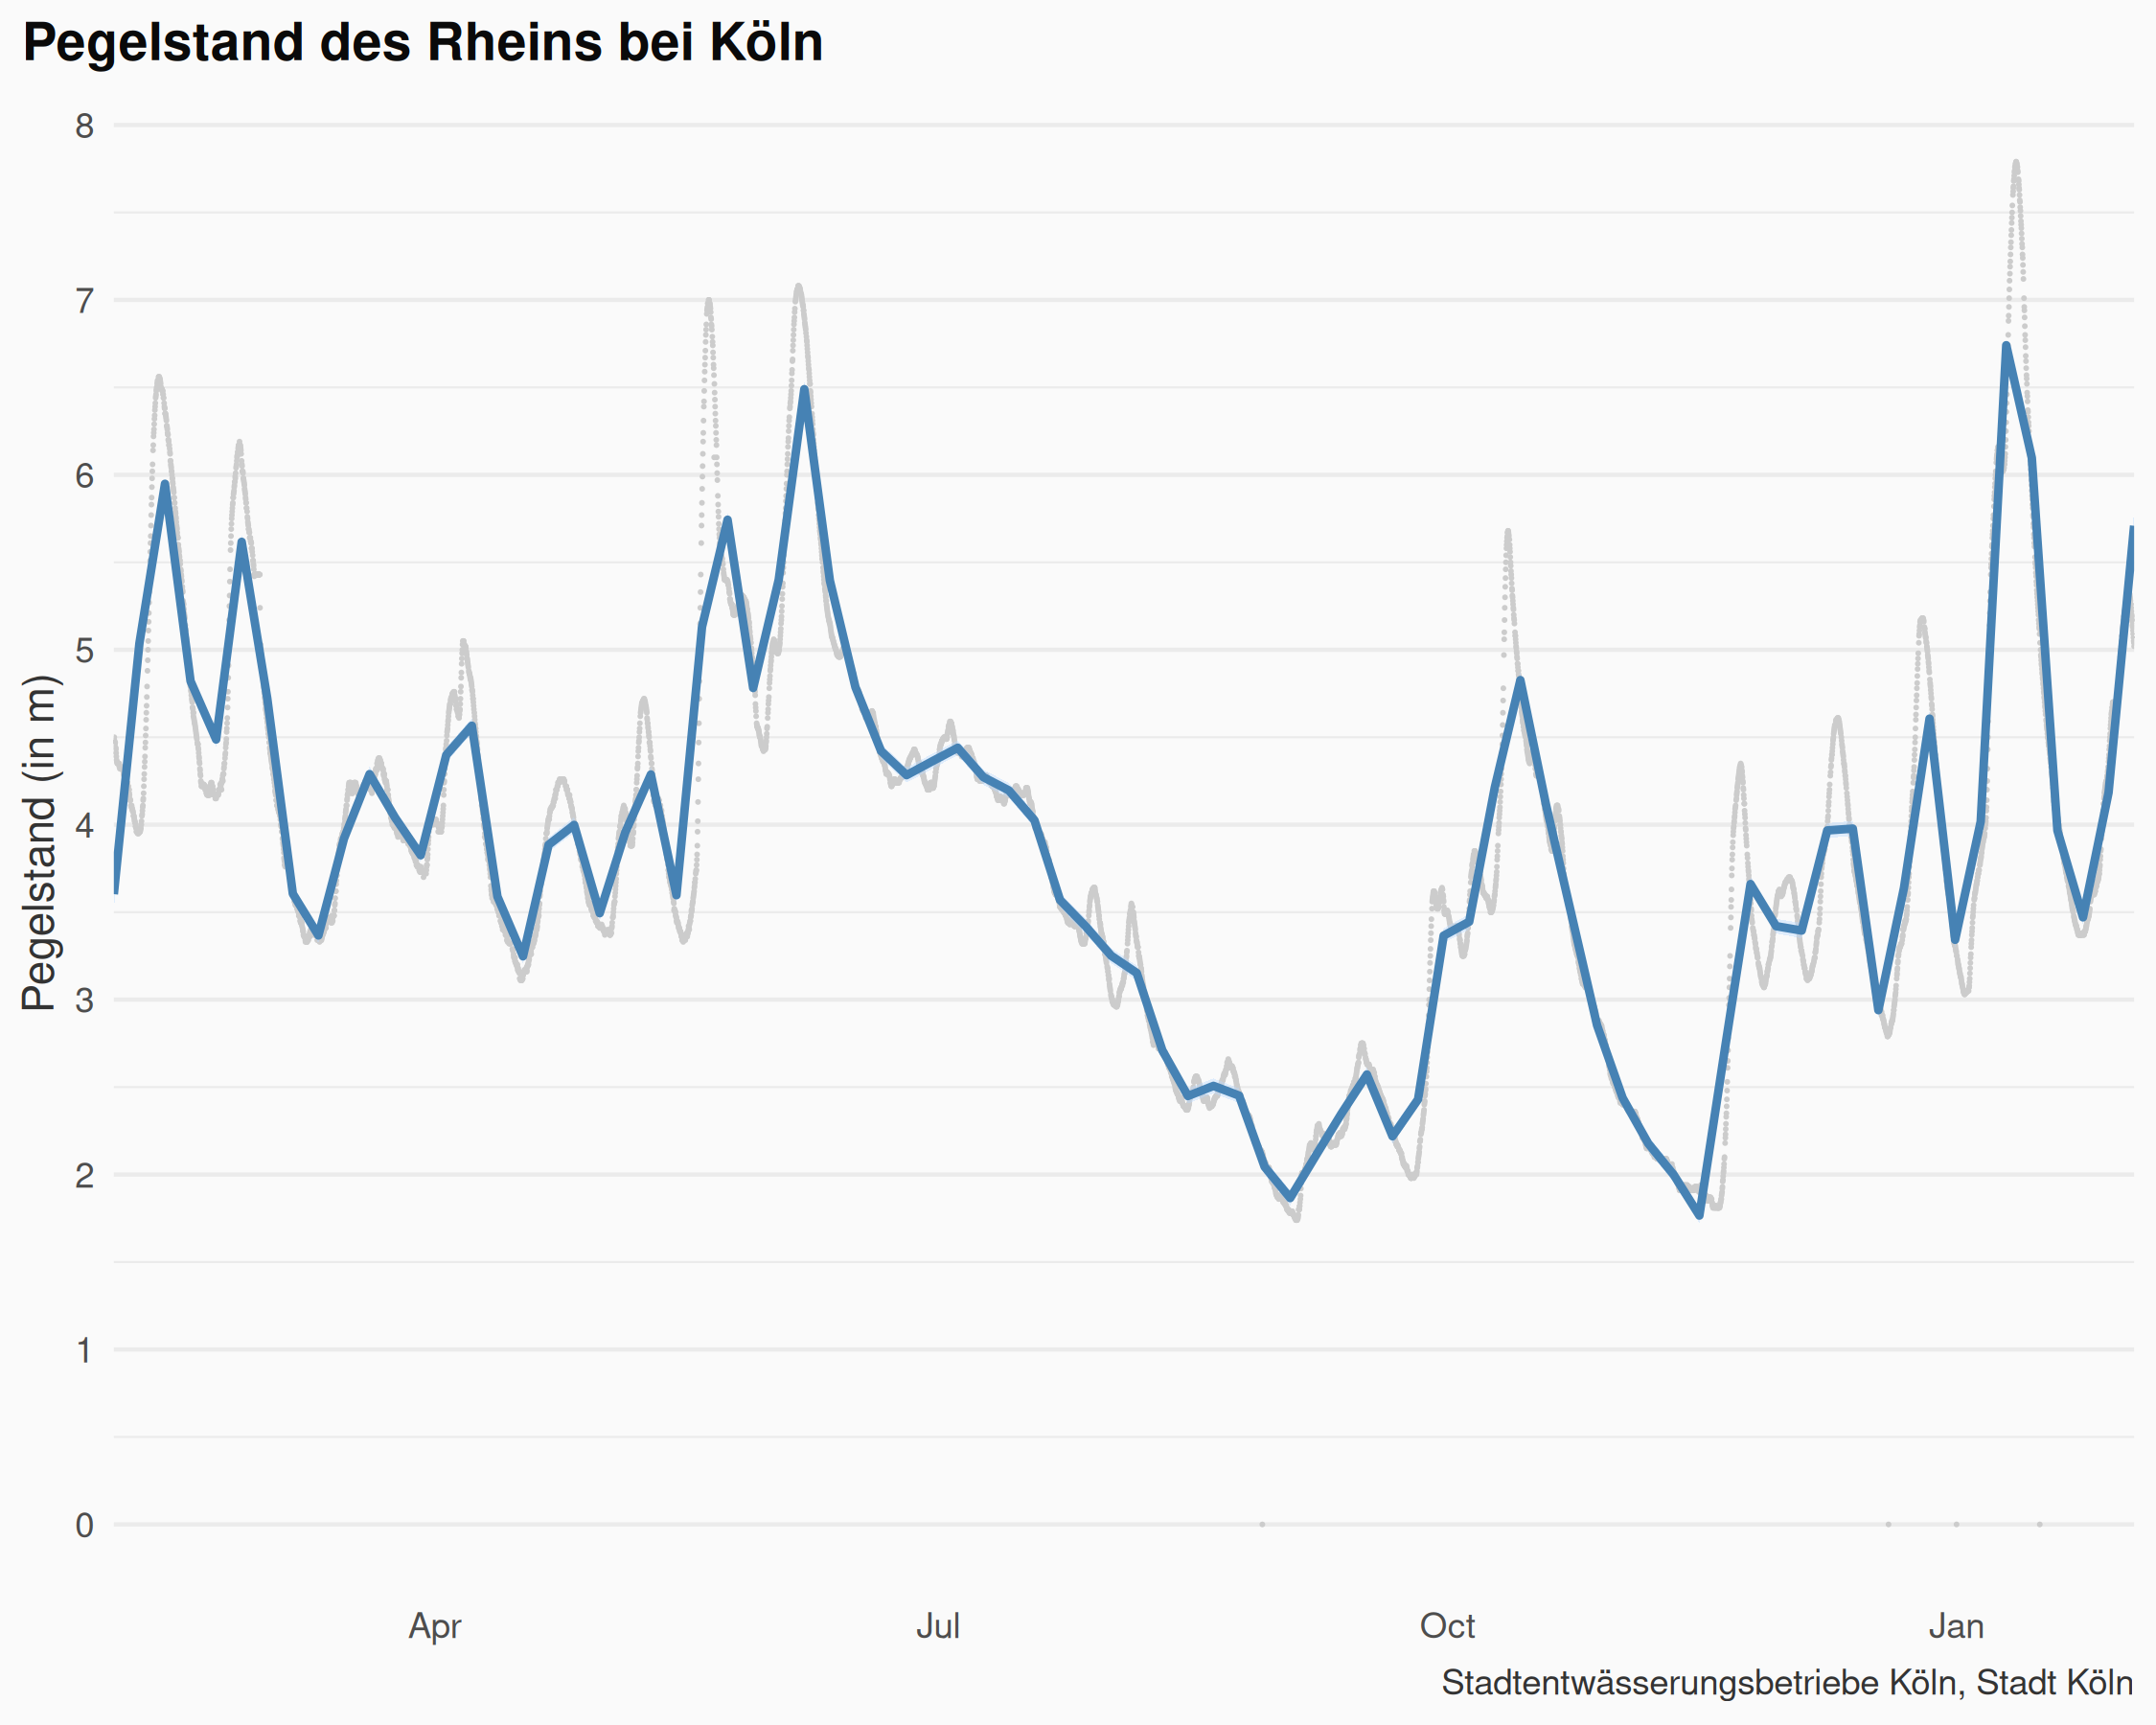 Pegelstand des Rheins bei Köln
8
7
6
5
4
3
2
1
0
Pegelstand (in m)
Apr Jul Oct Jan
Stadtentwässerungsbetriebe Köln, Stadt Köln